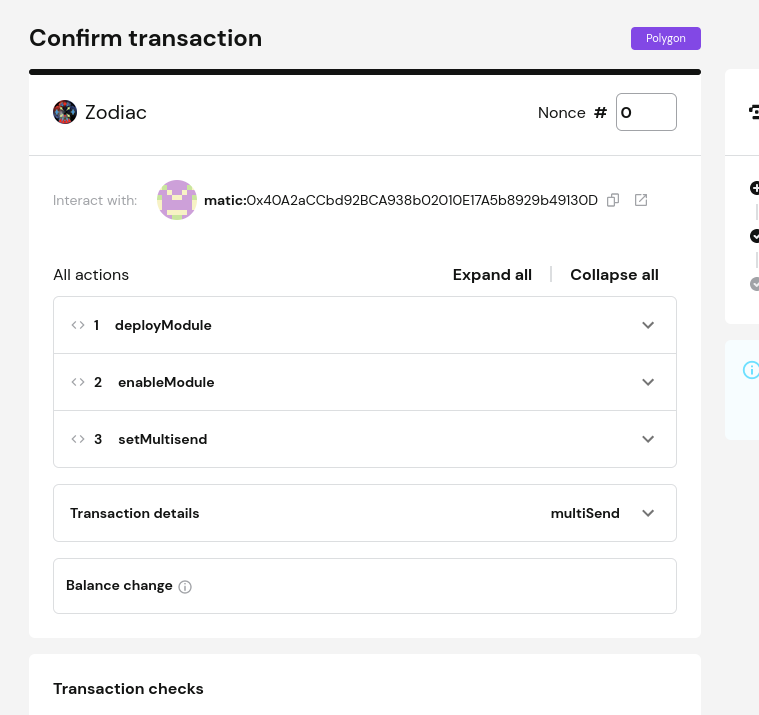 Confirm transaction
Polygon
Zodiac
Nonce # 0
Interact with: matic:0x40A2aCCbd92BCA938b02010E17A5b8929b49130D
All actions
Expand all
Collapse all
1 deployModule
2 enableModule
3 setMultisend
Transaction details
multiSend
Balance change
Transaction checks